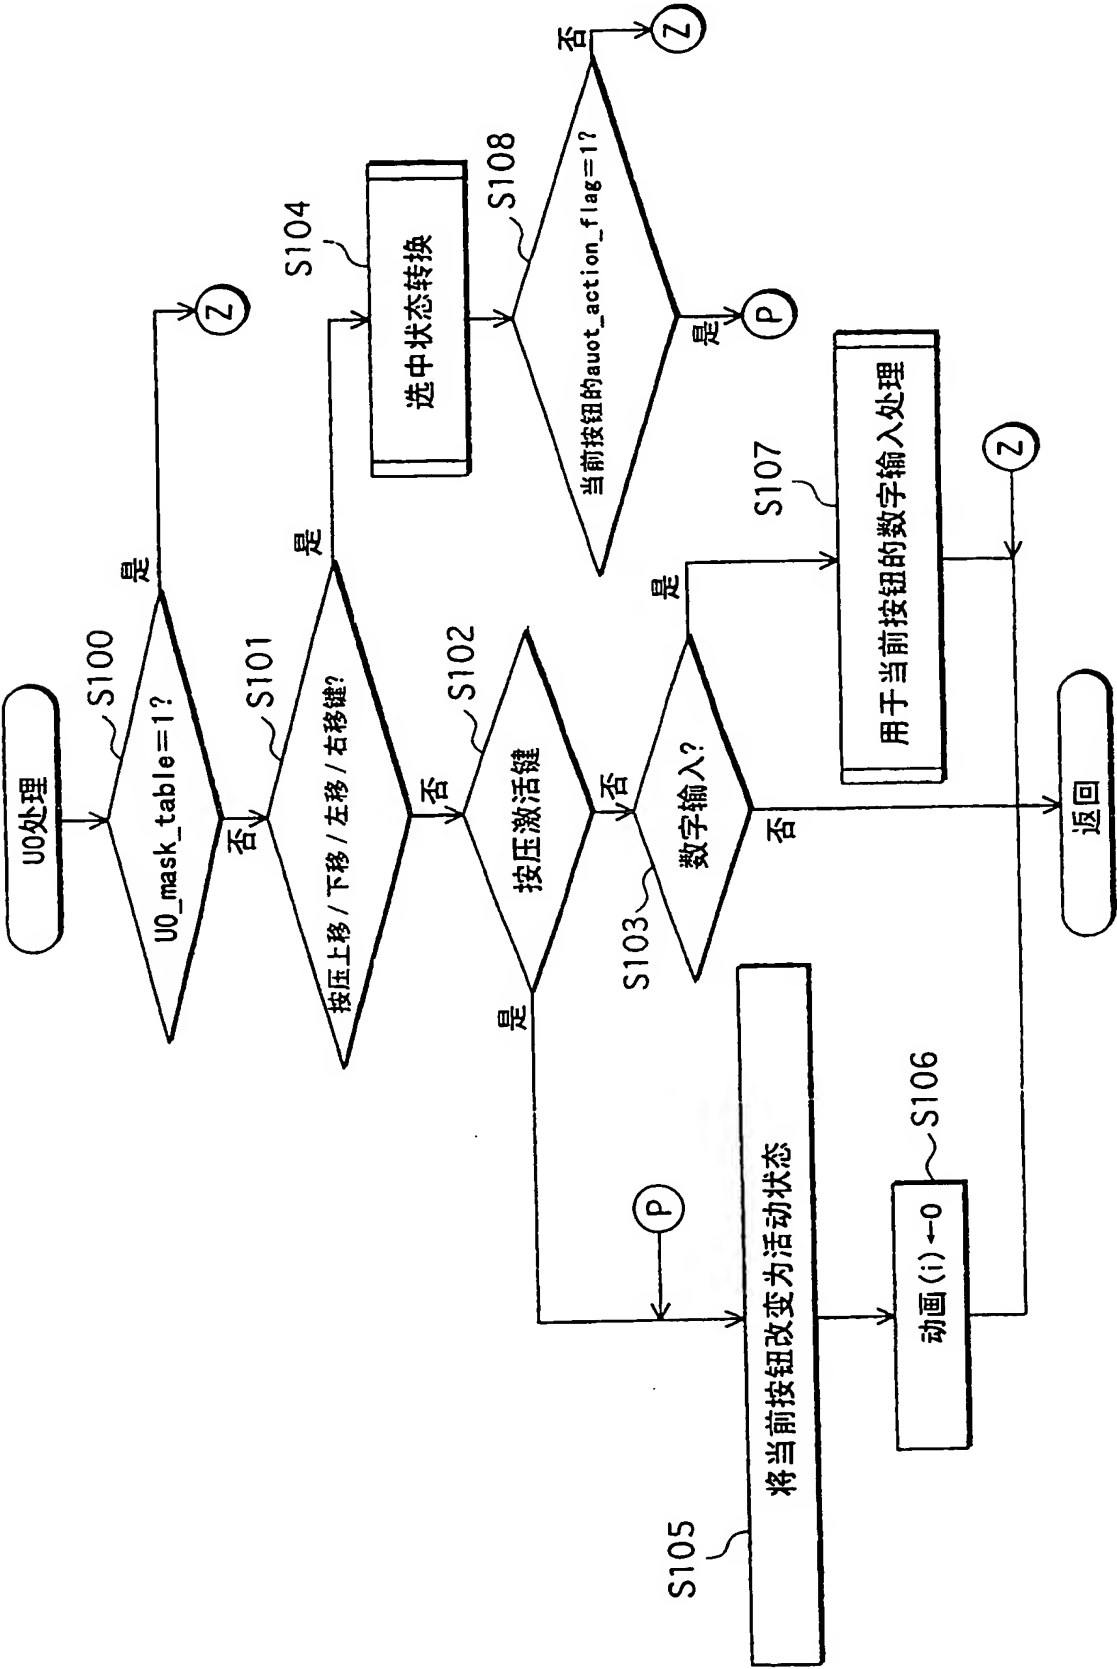 UO处理
S100
UO_mask_table=1?
是
Z
否
S101
按压上移/下移/左移/右移键?
是
S104
选中状态转换
S108
当前按钮的auot_action_flag=1?
否
Z
是
P
否
S102
按压激活键
是
否
S103
数字输入?
是
S107
用于当前按钮的数字输入处理
否
Z
P
S105
将当前按钮改变为活动状态
S106
动画(i)←0
返回